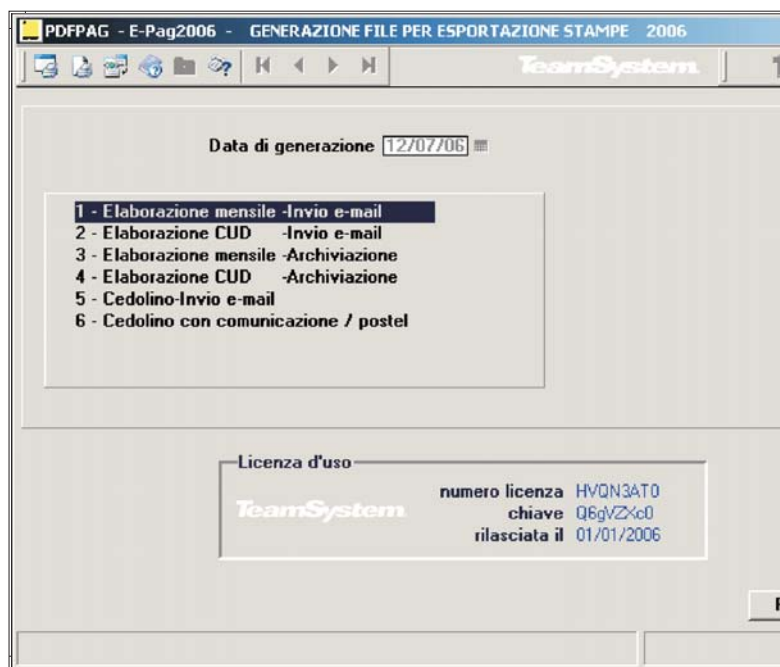 PDFPAG - E-Pag2006 - GENERAZIONE FILE PER ESPORTAZIONE STAMPE 2006
TeamSystem
Data di generazione 12/07/06
1 - Elaborazione mensile -Invio e-mail
2 - Elaborazione CUD -Invio e-mail
3 - Elaborazione mensile -Archiviazione
4 - Elaborazione CUD -Archiviazione
5 - Cedolino-Invio e-mail
6 - Cedolino con comunicazione / postel
Licenza d'uso
TeamSystem
numero licenza HVQN3AT0
chiave Q6gVZXc0
rilasciata il 01/01/2006